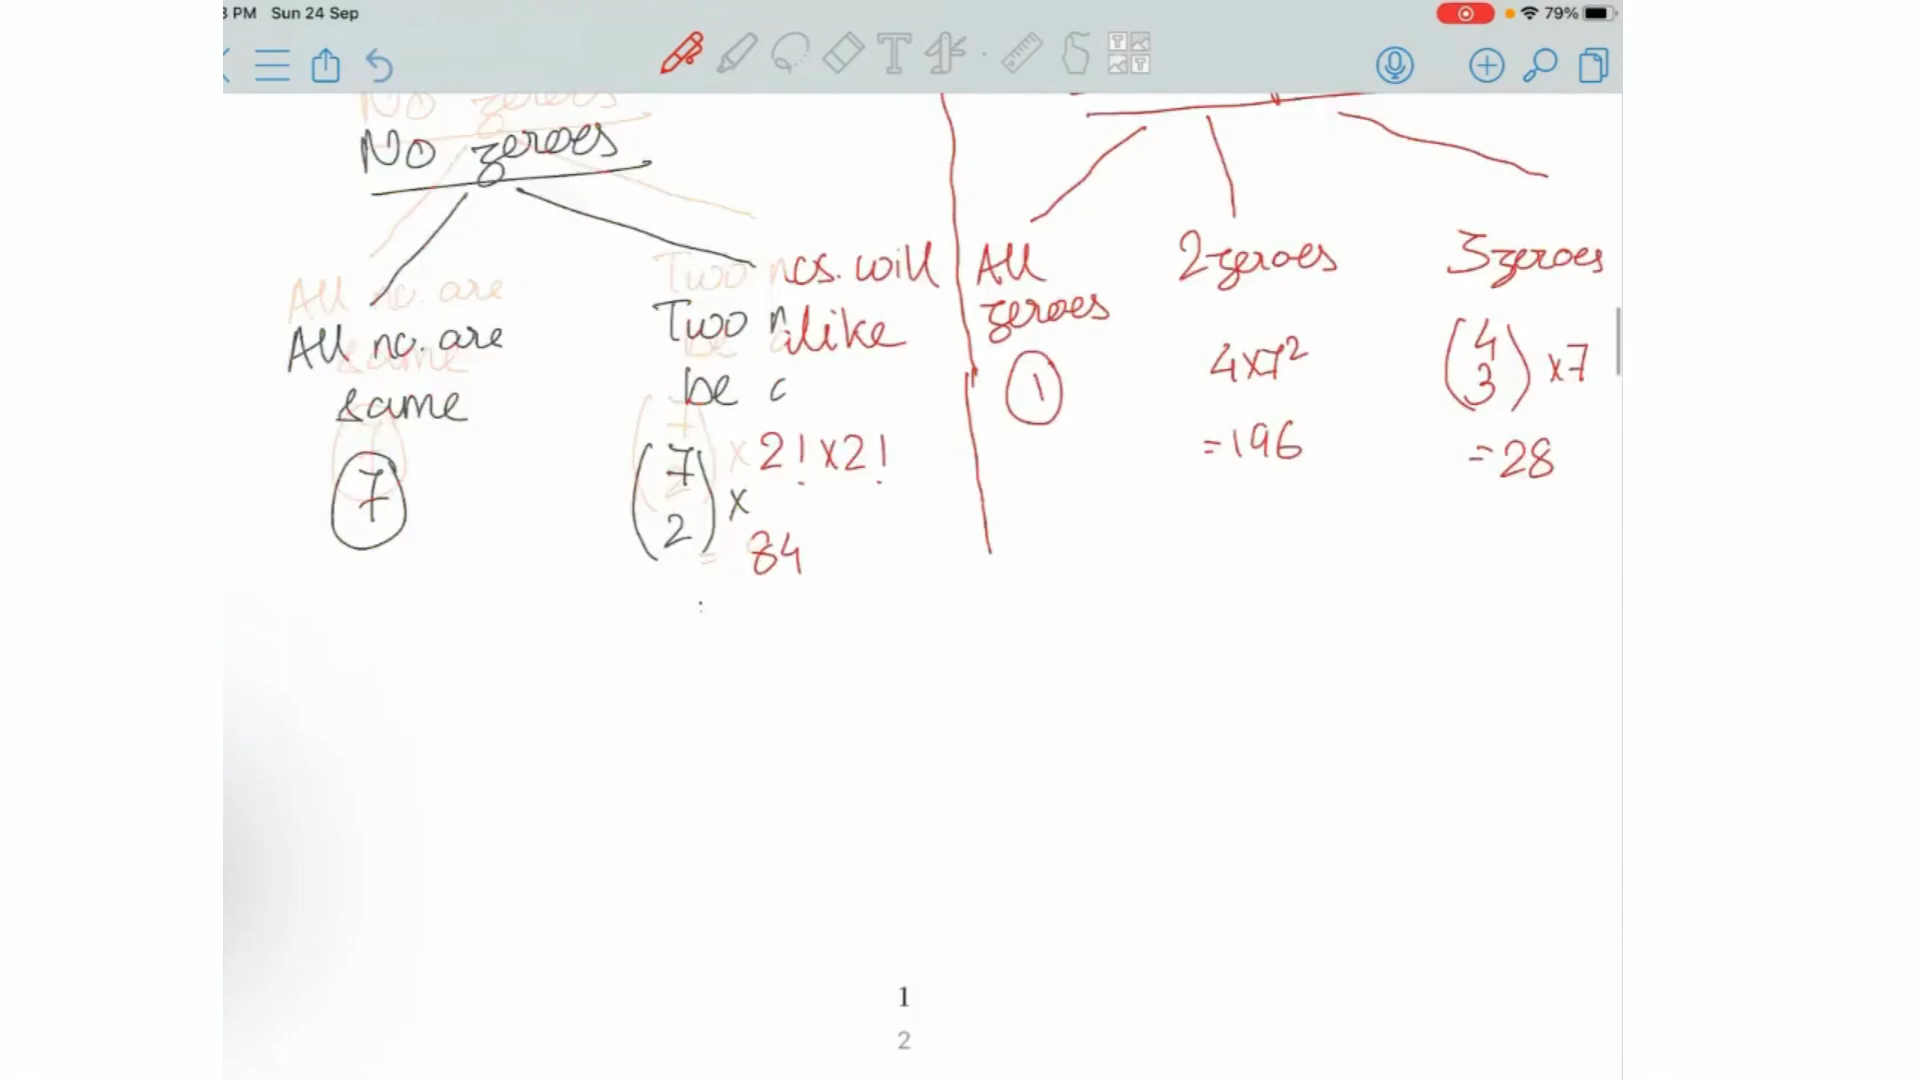 3 PM Sun 24 Sep
79%
No zeroes
All no. are
same
7
Two n os. will
be a alike
(7 2) × 2! × 2!
= 84
All
zeroes
1
2 zeroes
4×7²
=196
3 zeroes
(4 3) ×7
=28
1
2